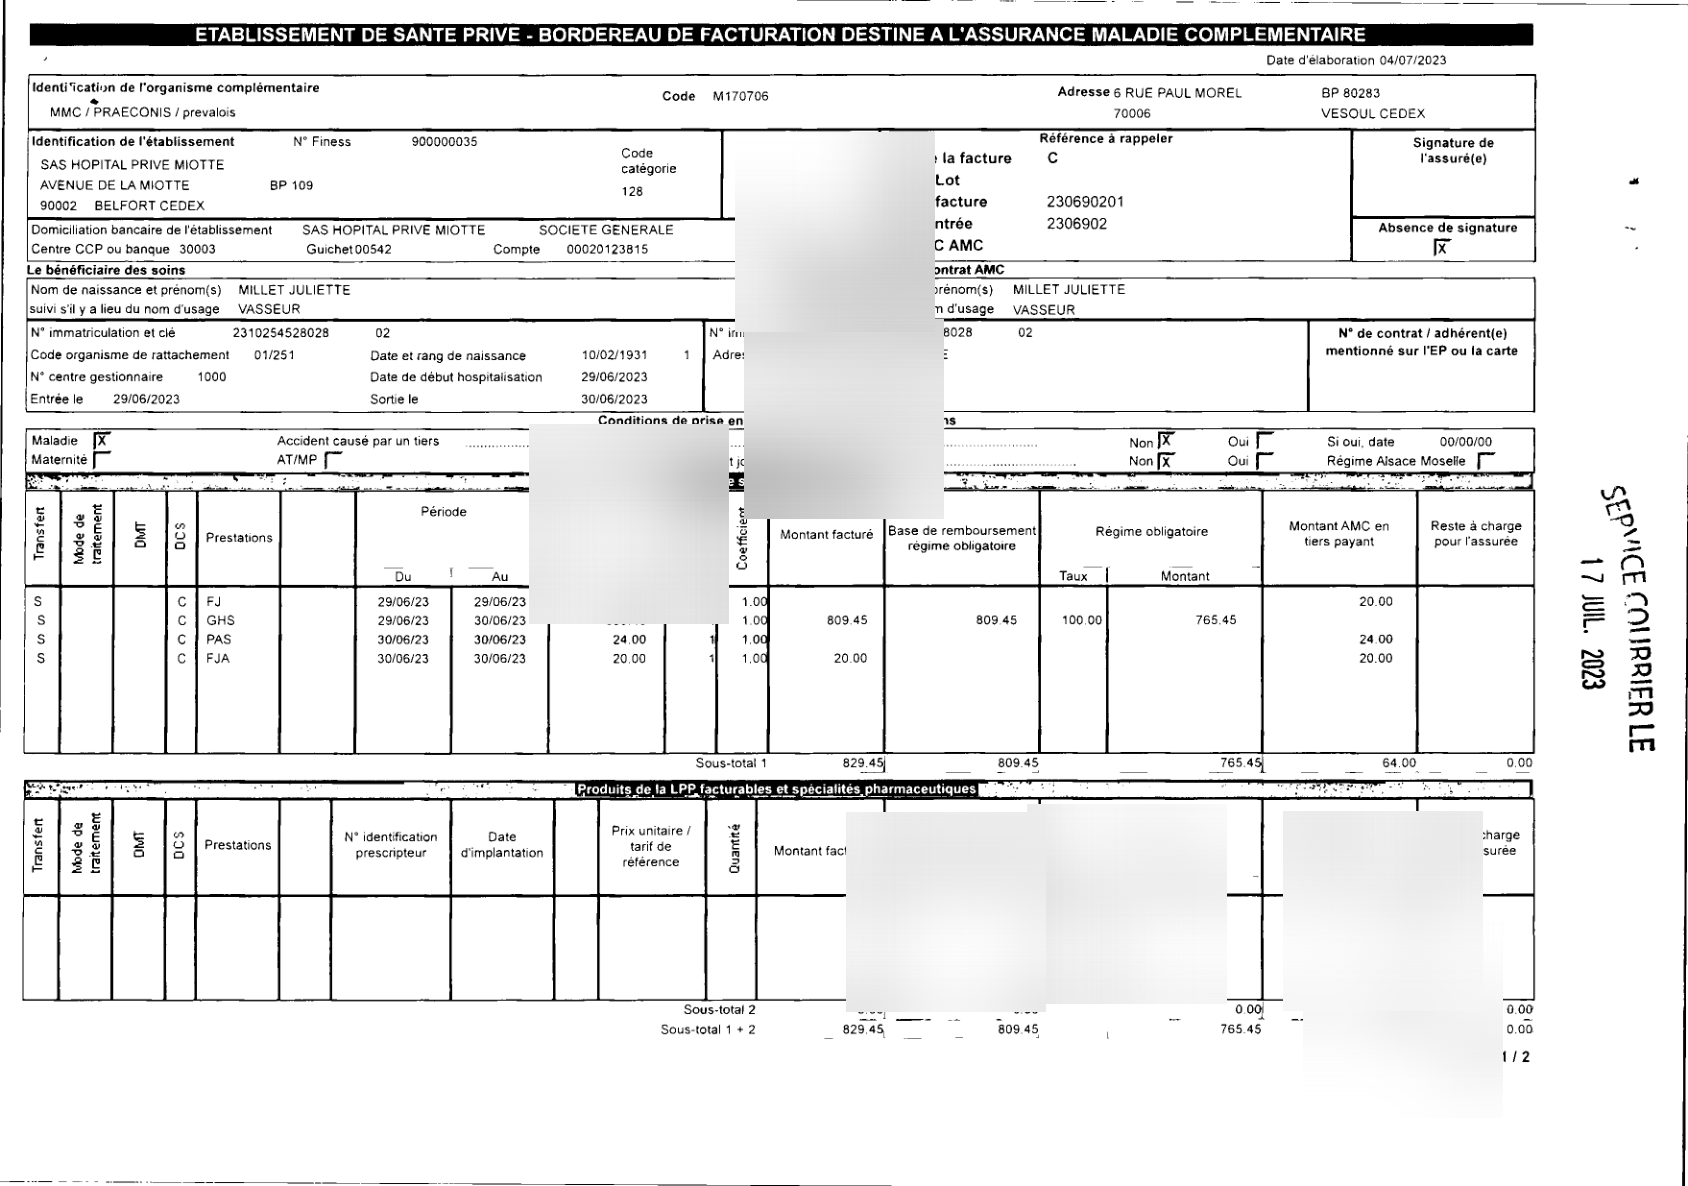 ETABLISSEMENT DE SANTE PRIVE - BORDEREAU DE FACTURATION DESTINE A L'ASSURANCE MALADIE COMPLEMENTAIRE
Date d'élaboration 04/07/2023
Identification de l'organisme complémentaire
Code M170706
Adresse 6 RUE PAUL MOREL BP 80283
MMC / PRAECONIS / prevalois
70006 VESOUL CEDEX
Identification de l'établissement N° Finess 900000035
SAS HOPITAL PRIVE MIOTTE
Code catégorie
128
AVENUE DE LA MIOTTE BP 109
90002 BELFORT CEDEX
Référence à rappeler
la facture C
Lot
facture 230690201
ntrée 2306902
C AMC
Signature de
l'assuré(e)
Absence de signature
X
Domiciliation bancaire de l'établissement SAS HOPITAL PRIVE MIOTTE SOCIETE GENERALE
Centre CCP ou banque 30003 Guichet 00542 Compte 00020123815
Le bénéficiaire des soins
ontrat AMC
Nom de naissance et prénom(s) MILLET JULIETTE
rénom(s) MILLET JULIETTE
suivi s'il y a lieu du nom d'usage VASSEUR
m d'usage VASSEUR
N° immatriculation et clé 2310254528028 02
N° im 8028 02
N° de contrat / adhérent(e)
mentionné sur l'EP ou la carte
Code organisme de rattachement 01/251 Date et rang de naissance 10/02/1931 1 Adres E
N° centre gestionnaire 1000 Date de début hospitalisation 29/06/2023
Entrée le 29/06/2023 Sortie le 30/06/2023
Conditions de prise en ns
Maladie X Accident causé par un tiers Non X Oui Si oui, date 00/00/00
Maternité AT/MP t jo Non X Oui Régime Alsace Moselle
Transfert
Mode de traitement
DMT
DCS
Prestations
Période
Du Au
Coefficient
Montant facturé
Base de remboursement régime obligatoire
Régime obligatoire
Taux Montant
Montant AMC en tiers payant
Reste à charge pour l'assurée
S C FJ 29/06/23 29/06/23 1.00 20.00
S C GHS 29/06/23 30/06/23 1.00 809.45 809.45 100.00 765.45
S C PAS 30/06/23 30/06/23 24.00 1 1.00 24.00
S C FJA 30/06/23 30/06/23 20.00 1 1.00 20.00 20.00
Sous-total 1 829.45 809.45 765.45 64.00 0.00
Produits de la LPP facturables et spécialités pharmaceutiques
Transfert
Mode de traitement
DMT
DCS
Prestations
N° identification prescripteur
Date d'implantation
Prix unitaire / tarif de référence
Quantité
Montant fact
charge
surée
Sous-total 2 0.00 0.00
Sous-total 1 + 2 829.45 809.45 765.45 0.00
1 / 2
SERVICE COURRIER LE
17 JUIL. 2023